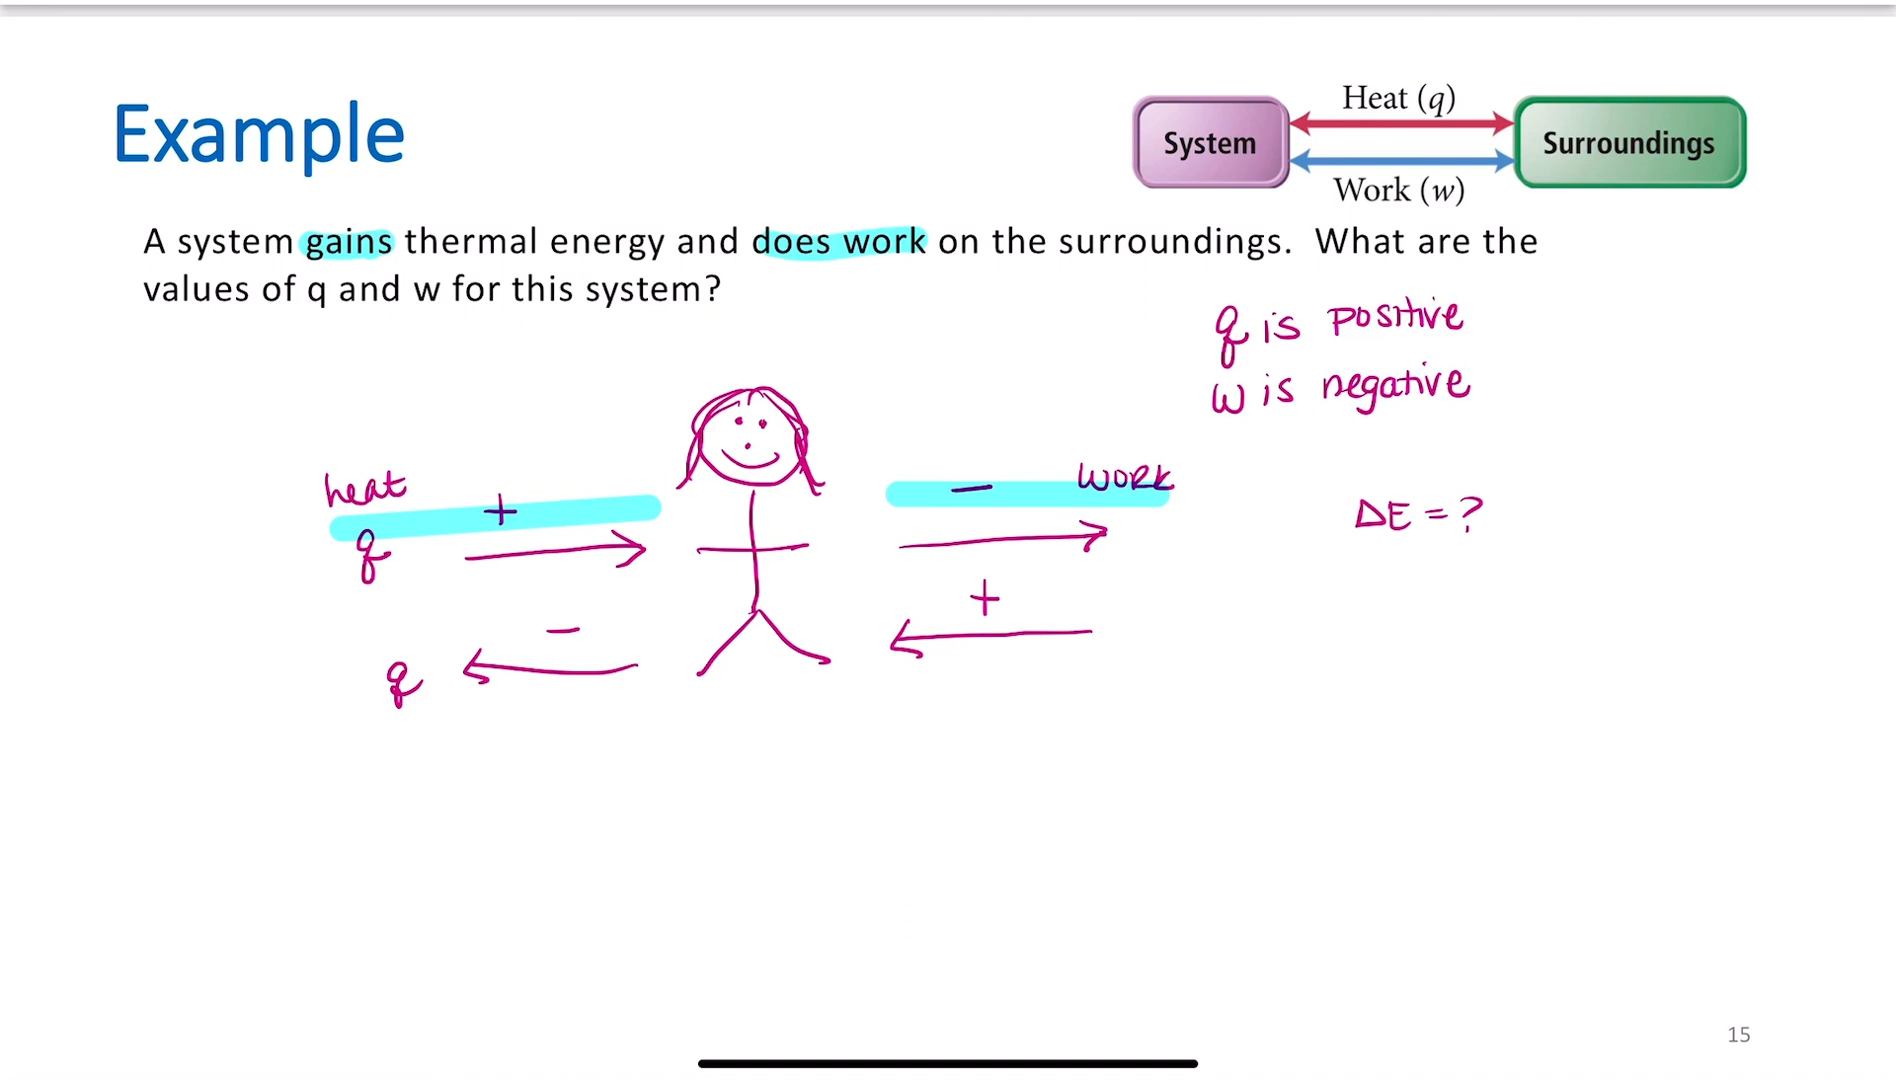 Example
Heat (q)
System
Surroundings
Work (w)
A system gains thermal energy and does work on the surroundings. What are the
values of q and w for this system?
q is positive
w is negative
heat
+
q
−
work
+
ΔE = ?
−
q
15